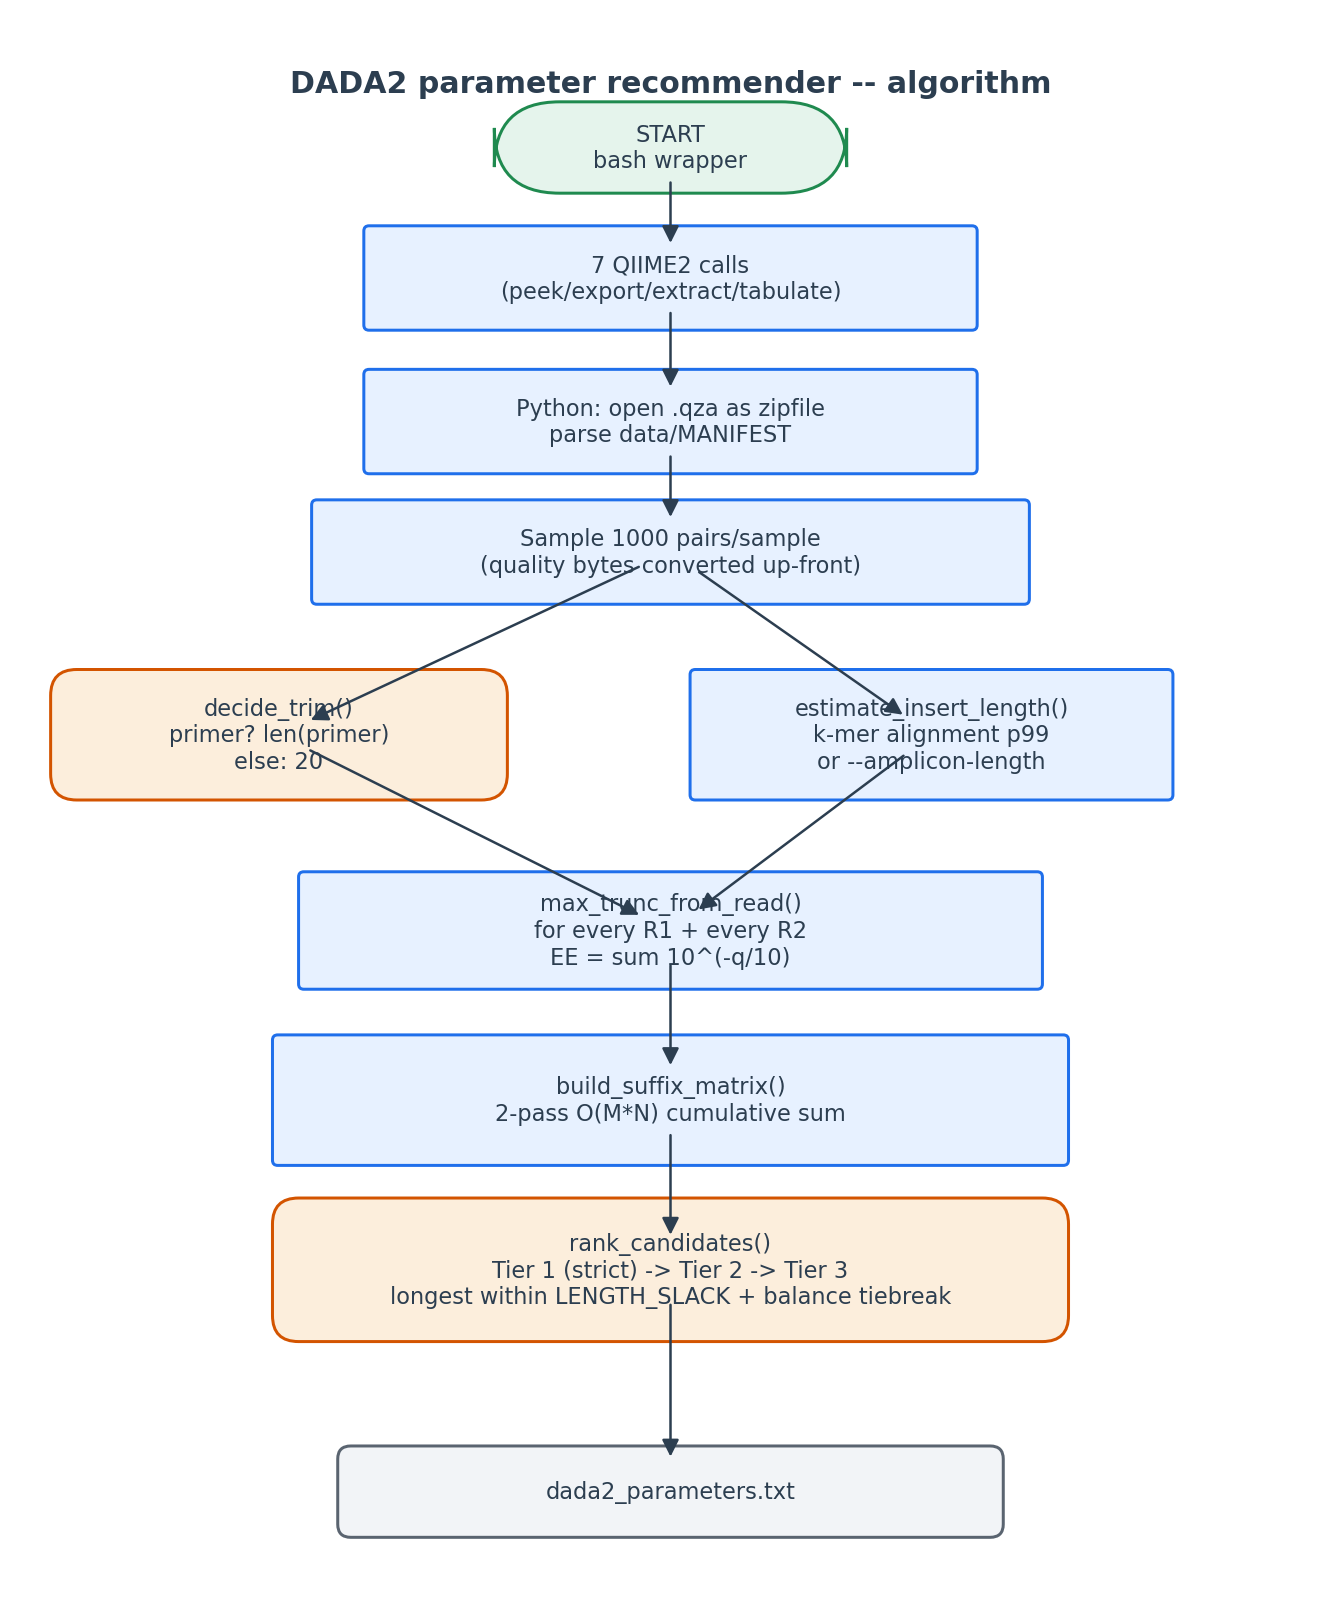 DADA2 parameter recommender -- algorithm
START
bash wrapper
7 QIIME2 calls
(peek/export/extract/tabulate)
Python: open .qza as zipfile
parse data/MANIFEST
Sample 1000 pairs/sample
(quality bytes converted up-front)
decide_trim()
primer? len(primer)
else: 20
estimate_insert_length()
k-mer alignment p99
or --amplicon-length
max_trunc_from_read()
for every R1 + every R2
EE = sum 10^(-q/10)
build_suffix_matrix()
2-pass O(M*N) cumulative sum
rank_candidates()
Tier 1 (strict) -> Tier 2 -> Tier 3
longest within LENGTH_SLACK + balance tiebreak
dada2_parameters.txt